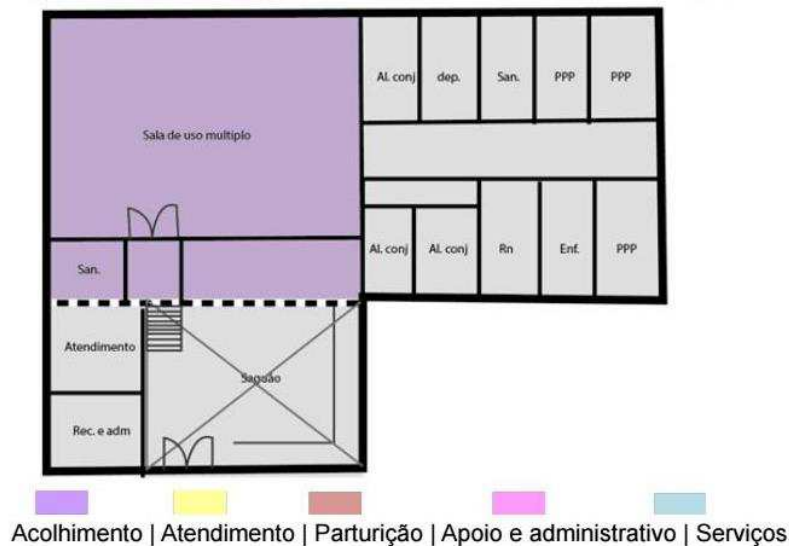 Al. conj dep. San. PPP PPP
Sala de uso multiplo
Al. conj Al. conj Rn Enf. PPP
San.
Atendimento
Saguão
Rec. e adm
Acolhimento | Atendimento | Parturição | Apoio e administrativo | Serviços